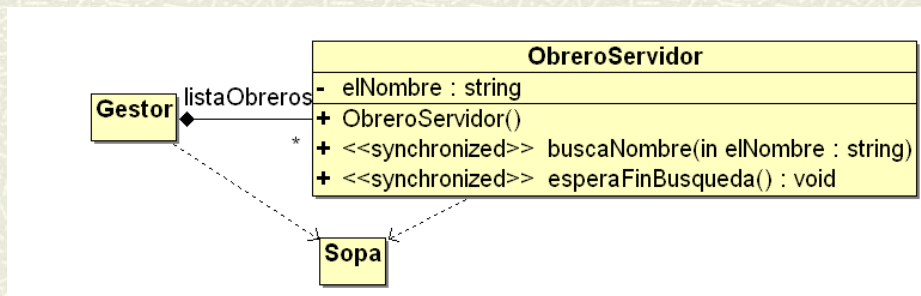 ObreroServidor
- elNombre : string
Gestor
listaObreros
*
+ ObreroServidor()
+ <<synchronized>> buscaNombre(in elNombre : string)
+ <<synchronized>> esperaFinBusqueda() : void
Sopa